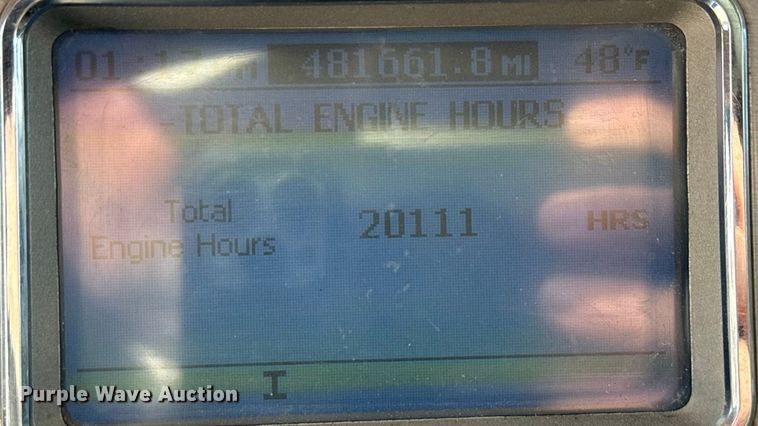 481661.8 MI 48°F
TOTAL ENGINE HOURS
Total
Engine Hours 20111 HRS
I
Purple Wave Auction